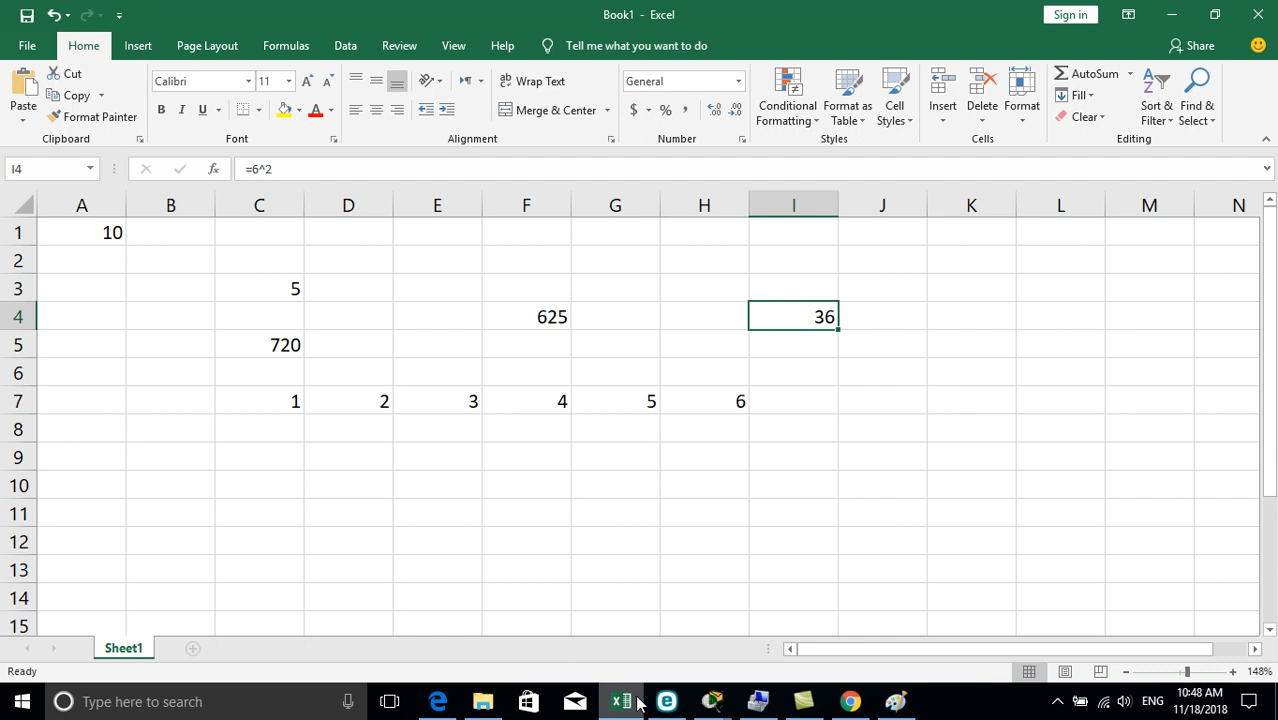 Book1 - Excel
Sign in
File Home Insert Page Layout Formulas Data Review View Help Tell me what you want to do Share
Paste
Cut
Copy
Format Painter
Clipboard
Calibri 11
B I U A
Font
Wrap Text
Merge & Center
Alignment
General
$ % ,
Number
Conditional Formatting
Format as Table
Cell Styles
Styles
Insert Delete Format
Cells
AutoSum
Fill
Clear
Sort & Filter
Find & Select
Editing
I4 fx =6^2
A B C D E F G H I J K L M N
1 10
2
3 5
4 625 36
5 720
6
7 1 2 3 4 5 6
8
9
10
11
12
13
14
15
Sheet1
Ready 148%
Type here to search ENG 10:48 AM
11/18/2018